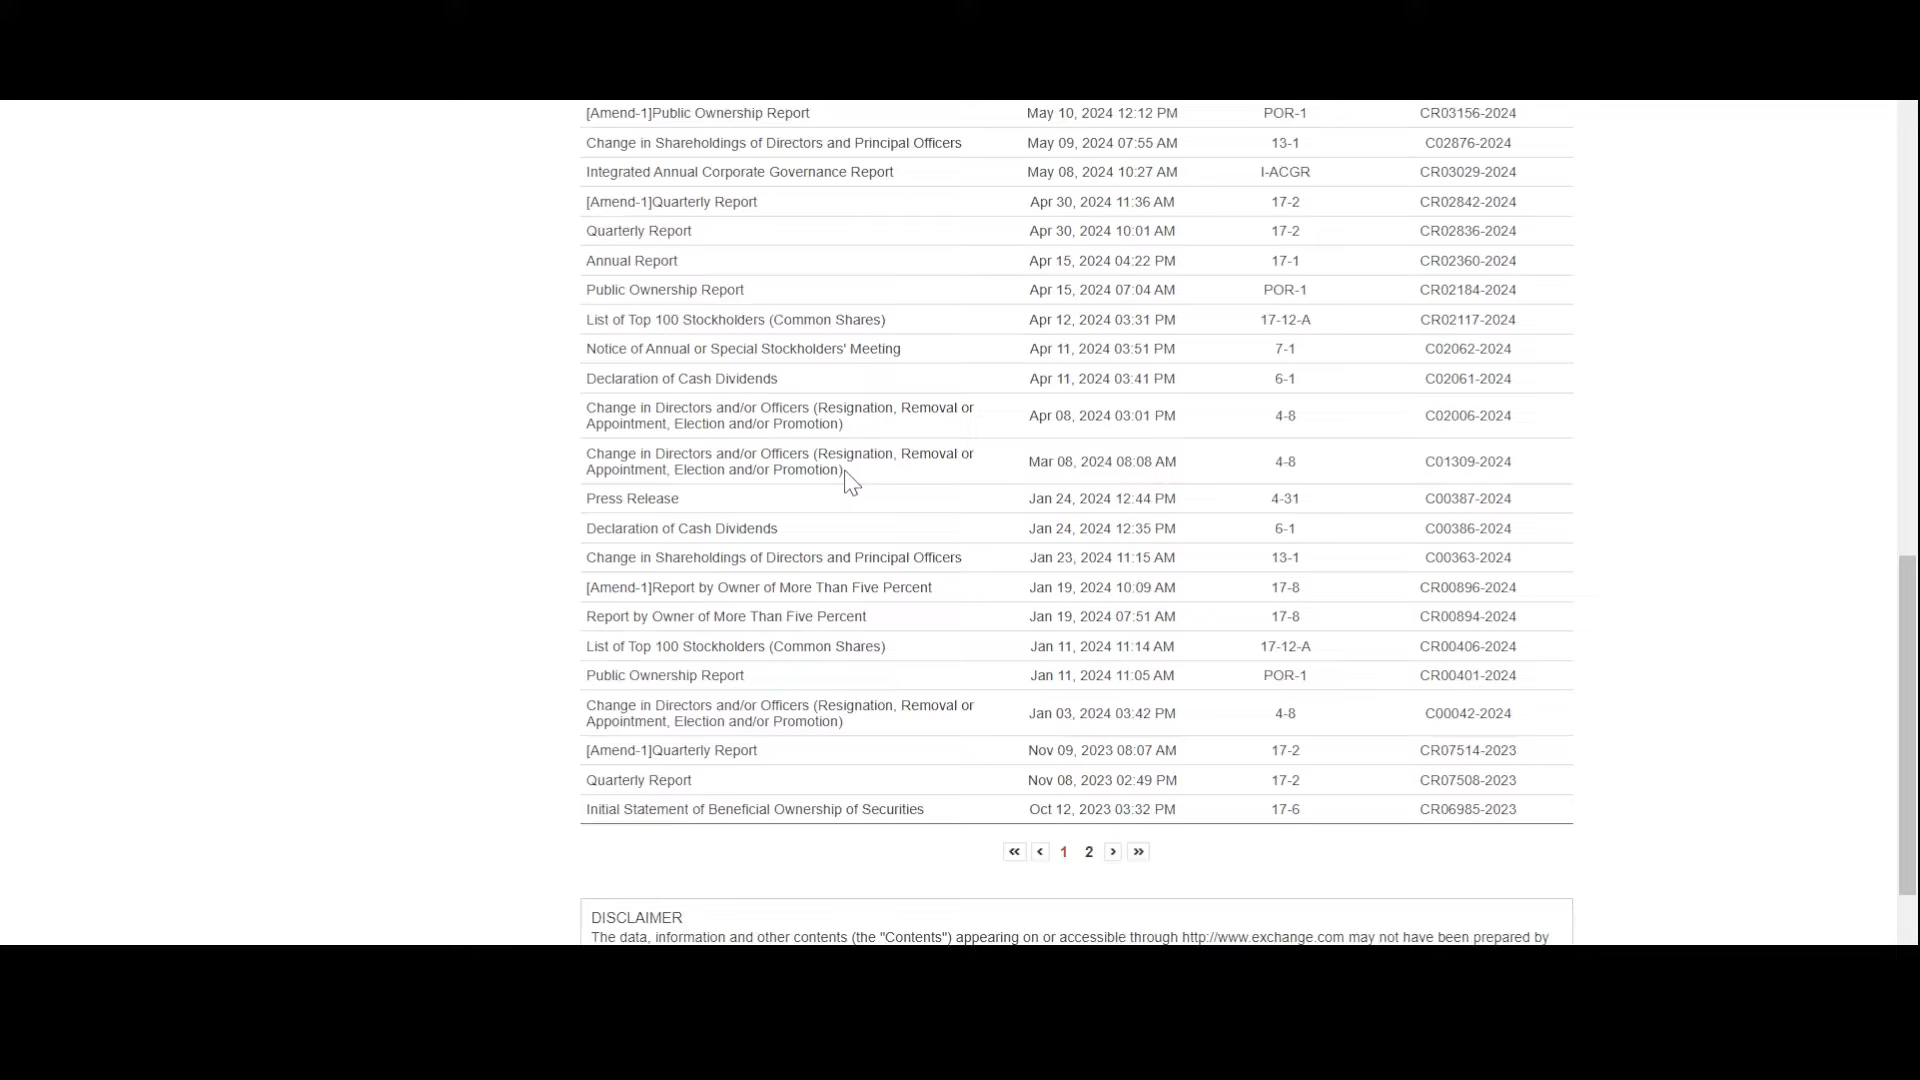 [Amend-1]Public Ownership Report May 10, 2024 12:12 PM POR-1 CR03156-2024
Change in Shareholdings of Directors and Principal Officers May 09, 2024 07:55 AM 13-1 C02876-2024
Integrated Annual Corporate Governance Report May 08, 2024 10:27 AM I-ACGR CR03029-2024
[Amend-1]Quarterly Report Apr 30, 2024 11:36 AM 17-2 CR02842-2024
Quarterly Report Apr 30, 2024 10:01 AM 17-2 CR02836-2024
Annual Report Apr 15, 2024 04:22 PM 17-1 CR02360-2024
Public Ownership Report Apr 15, 2024 07:04 AM POR-1 CR02184-2024
List of Top 100 Stockholders (Common Shares) Apr 12, 2024 03:31 PM 17-12-A CR02117-2024
Notice of Annual or Special Stockholders' Meeting Apr 11, 2024 03:51 PM 7-1 C02062-2024
Declaration of Cash Dividends Apr 11, 2024 03:41 PM 6-1 C02061-2024
Change in Directors and/or Officers (Resignation, Removal or
Appointment, Election and/or Promotion) Apr 08, 2024 03:01 PM 4-8 C02006-2024
Change in Directors and/or Officers (Resignation, Removal or
Appointment, Election and/or Promotion) Mar 08, 2024 08:08 AM 4-8 C01309-2024
Press Release Jan 24, 2024 12:44 PM 4-31 C00387-2024
Declaration of Cash Dividends Jan 24, 2024 12:35 PM 6-1 C00386-2024
Change in Shareholdings of Directors and Principal Officers Jan 23, 2024 11:15 AM 13-1 C00363-2024
[Amend-1]Report by Owner of More Than Five Percent Jan 19, 2024 10:09 AM 17-8 CR00896-2024
Report by Owner of More Than Five Percent Jan 19, 2024 07:51 AM 17-8 CR00894-2024
List of Top 100 Stockholders (Common Shares) Jan 11, 2024 11:14 AM 17-12-A CR00406-2024
Public Ownership Report Jan 11, 2024 11:05 AM POR-1 CR00401-2024
Change in Directors and/or Officers (Resignation, Removal or
Appointment, Election and/or Promotion) Jan 03, 2024 03:42 PM 4-8 C00042-2024
[Amend-1]Quarterly Report Nov 09, 2023 08:07 AM 17-2 CR07514-2023
Quarterly Report Nov 08, 2023 02:49 PM 17-2 CR07508-2023
Initial Statement of Beneficial Ownership of Securities Oct 12, 2023 03:32 PM 17-6 CR06985-2023
« ‹ 1 2 › »
DISCLAIMER
The data, information and other contents (the "Contents") appearing on or accessible through http://www.exchange.com may not have been prepared by